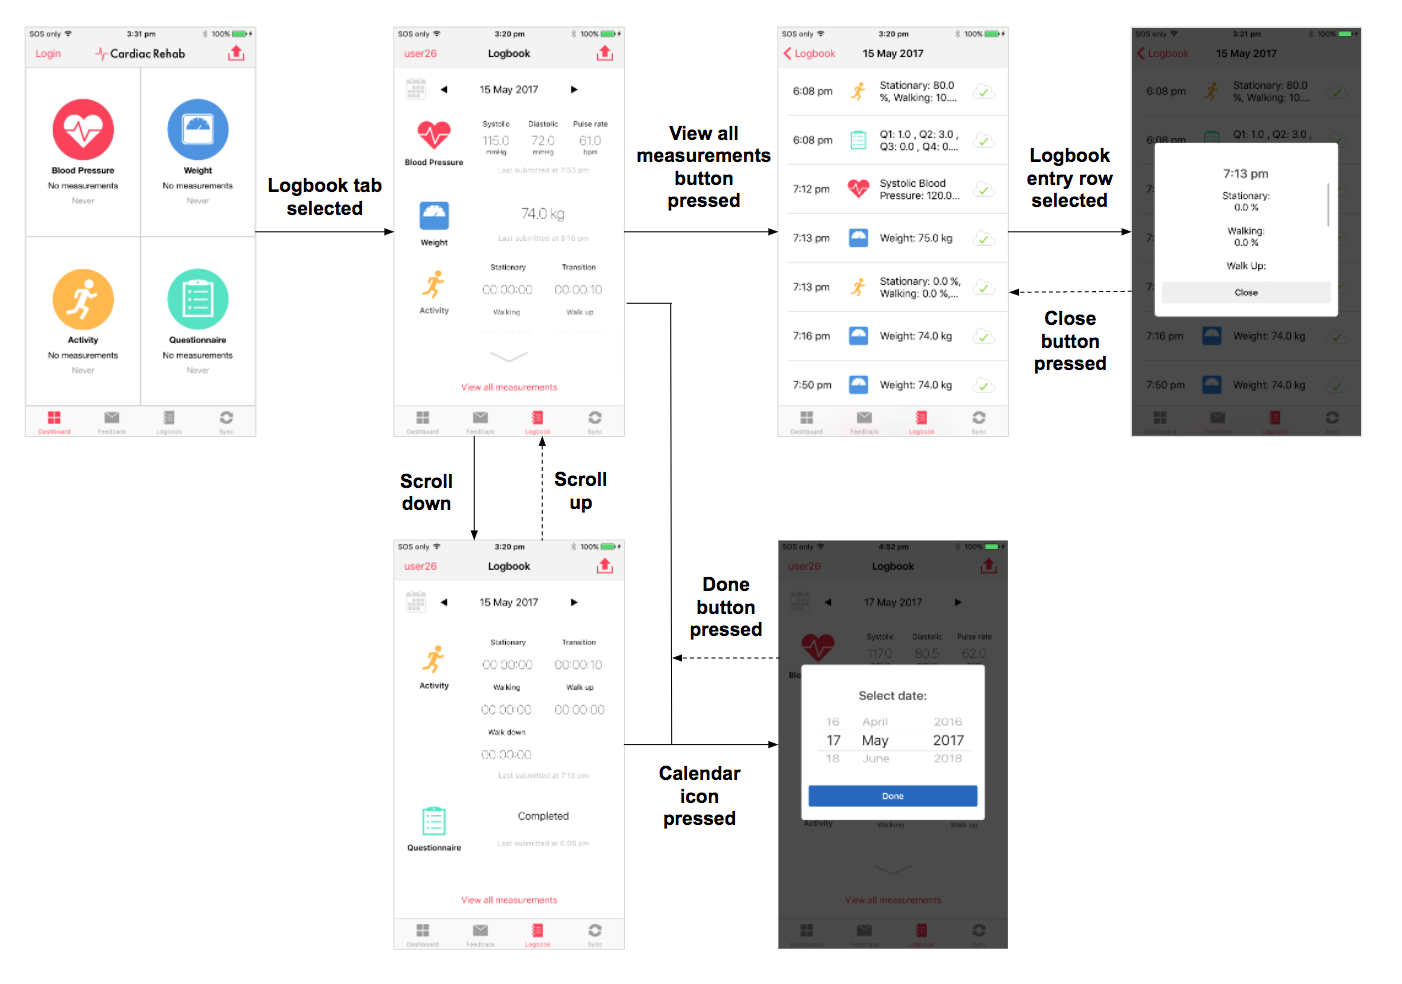 SOS only 3:31 pm 100%
Login Cardiac Rehab
Blood Pressure
No measurements
Never
Weight
No measurements
Never
Activity
No measurements
Never
Questionnaire
No measurements
Never
Dashboard Feedback Logbook Sync
Logbook tab
selected
SOS only 3:20 pm 100%
user26 Logbook
15 May 2017
Systolic Diastolic Pulse rate
115.0 72.0 61.0
mmHg mmHg bpm
Blood Pressure
Last submitted at 7:53 pm
74.0 kg
Weight
Last submitted at 8:16 pm
Stationary Transition
00:00:00 00:00:10
Activity
Walking Walk up
View all measurements
Dashboard Feedback Logbook Sync
View all
measurements
button
pressed
SOS only 3:20 pm 100%
Logbook 15 May 2017
6:08 pm Stationary: 80.0
%, Walking: 10....
6:08 pm Q1: 1.0 , Q2: 3.0 ,
Q3: 0.0 , Q4: 0....
7:12 pm Systolic Blood
Pressure: 120.0...
7:13 pm Weight: 75.0 kg
7:13 pm Stationary: 0.0 %,
Walking: 0.0 %,...
7:16 pm Weight: 74.0 kg
7:50 pm Weight: 74.0 kg
Dashboard Feedback Logbook Sync
Logbook
entry row
selected
Close
button
pressed
SOS only 3:21 pm 100%
Logbook 15 May 2017
6:08 pm Stationary: 80.0
%, Walking: 10....
6:08 pm Q1: 1.0 , Q2: 3.0 ,
7:13 pm
Stationary:
0.0 %
Walking:
0.0 %
Walk Up:
Close
7:16 pm Weight: 74.0 kg
7:50 pm Weight: 74.0 kg
Dashboard Feedback Logbook Sync
Scroll
down
Scroll
up
SOS only 3:20 pm 100%
user26 Logbook
15 May 2017
Stationary Transition
00:00:00 00:00:10
Activity
Walking Walk up
00:00:00 00:00:00
Walk down
00:00:00
Last submitted at 7:13 pm
Completed
Questionnaire
Last submitted at 6:08 pm
View all measurements
Dashboard Feedback Logbook Sync
Done
button
pressed
Calendar
icon
pressed
SOS only 4:52 pm 100%
user26 Logbook
17 May 2017
Systolic Diastolic Pulse rate
117.0 80.5 62.0
Blo
Select date:
16 April 2016
17 May 2017
18 June 2018
Done
Activity Walking Walk up
View all measurements
Dashboard Feedback Logbook Sync